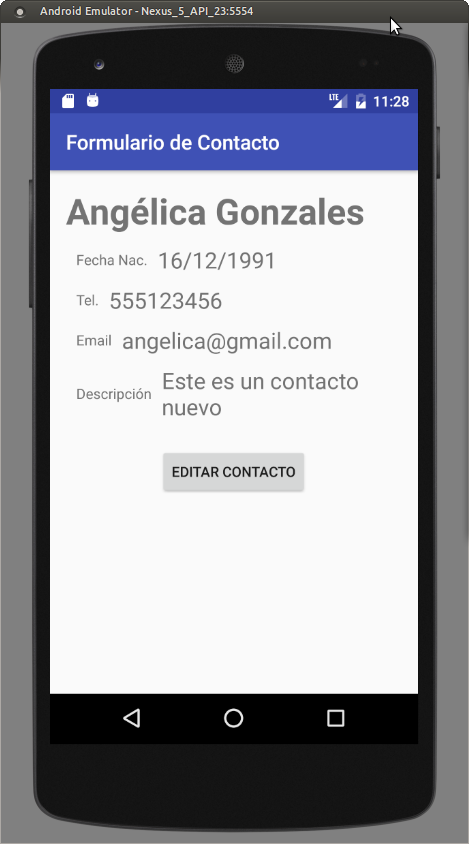 Android Emulator - Nexus_5_API_23:5554
LTE 11:28
Formulario de Contacto
Angélica Gonzales
Fecha Nac. 16/12/1991
Tel. 555123456
Email angelica@gmail.com
Descripción Este es un contacto
nuevo
EDITAR CONTACTO